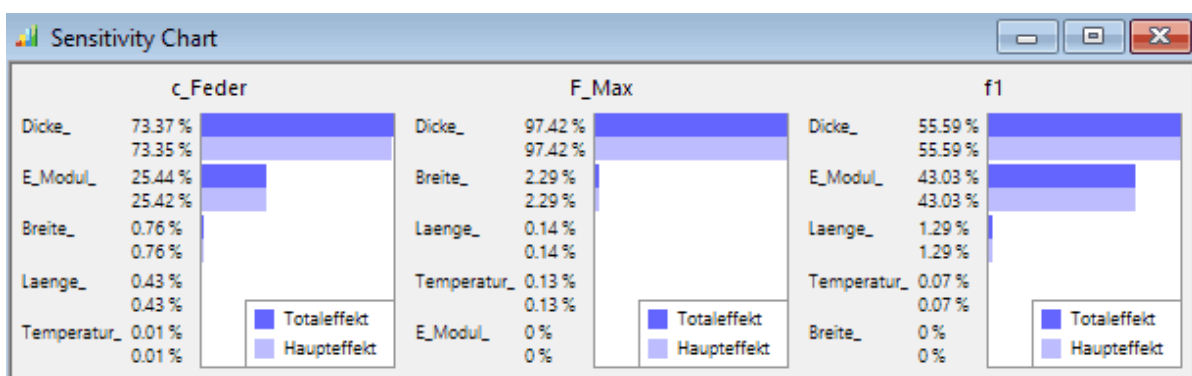 Sensitivity Chart
c_Feder
Dicke_ 73.37 %
73.35 %
E_Modul_ 25.44 %
25.42 %
Breite_ 0.76 %
0.76 %
Laenge_ 0.43 %
0.43 %
Temperatur_ 0.01 %
0.01 %
Totaleffekt
Haupteffekt
F_Max
Dicke_ 97.42 %
97.42 %
Breite_ 2.29 %
2.29 %
Laenge_ 0.14 %
0.14 %
Temperatur_ 0.13 %
0.13 %
E_Modul_ 0 %
0 %
Totaleffekt
Haupteffekt
f1
Dicke_ 55.59 %
55.59 %
E_Modul_ 43.03 %
43.03 %
Laenge_ 1.29 %
1.29 %
Temperatur_ 0.07 %
0.07 %
Breite_ 0 %
0 %
Totaleffekt
Haupteffekt